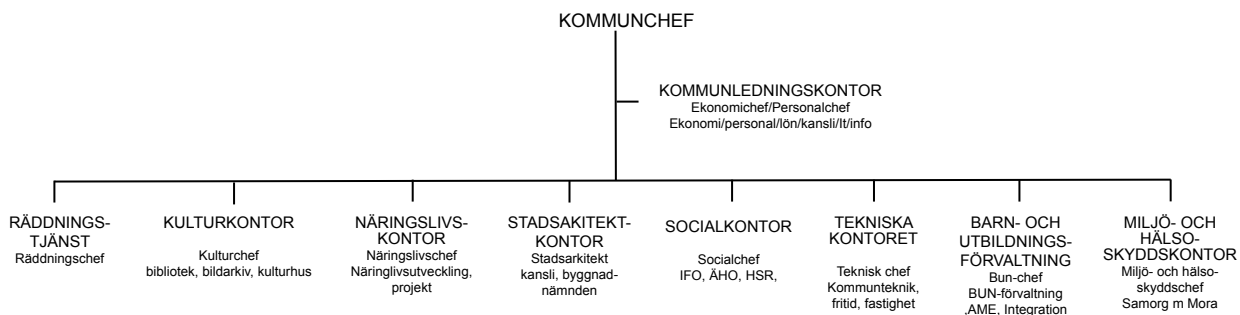 KOMMUNCHEF
KOMMUNLEDNINGSKONTOR
Ekonomichef/Personalchef
Ekonomi/personal/lön/kansli/It/info
RÄDDNINGS-
TJÄNST
Räddningschef
KULTURKONTOR
Kulturchef
bibliotek, bildarkiv, kulturhus
NÄRINGSLIVS-
KONTOR
Näringslivschef
Näringlivsutveckling,
projekt
STADSAKITEKT-
KONTOR
Stadsarkitekt
kansli, byggnad-
nämnden
SOCIALKONTOR
Socialchef
IFO, ÄHO, HSR,
TEKNISKA
KONTORET
Teknisk chef
Kommunteknik,
fritid, fastighet
BARN- OCH
UTBILDNINGS-
FÖRVALTNING
Bun-chef
BUN-förvaltning
,AME, Integration
MILJÖ- OCH
HÄLSO-
SKYDDSKONTOR
Miljö- och hälso-
skyddschef
Samorg m Mora